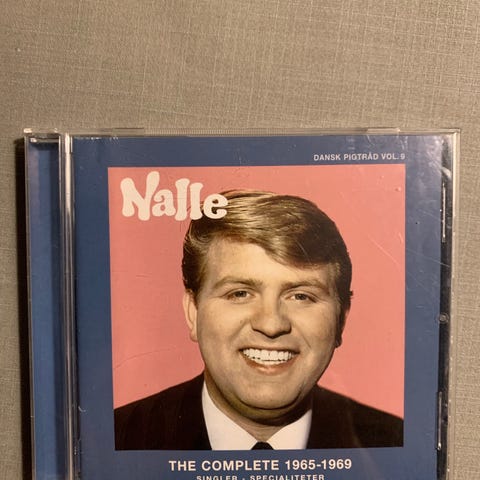 DANSK PIGTRÅD VOL. 9
Nalle
THE COMPLETE 1965-1969
SINGLER - SPECIALITETER